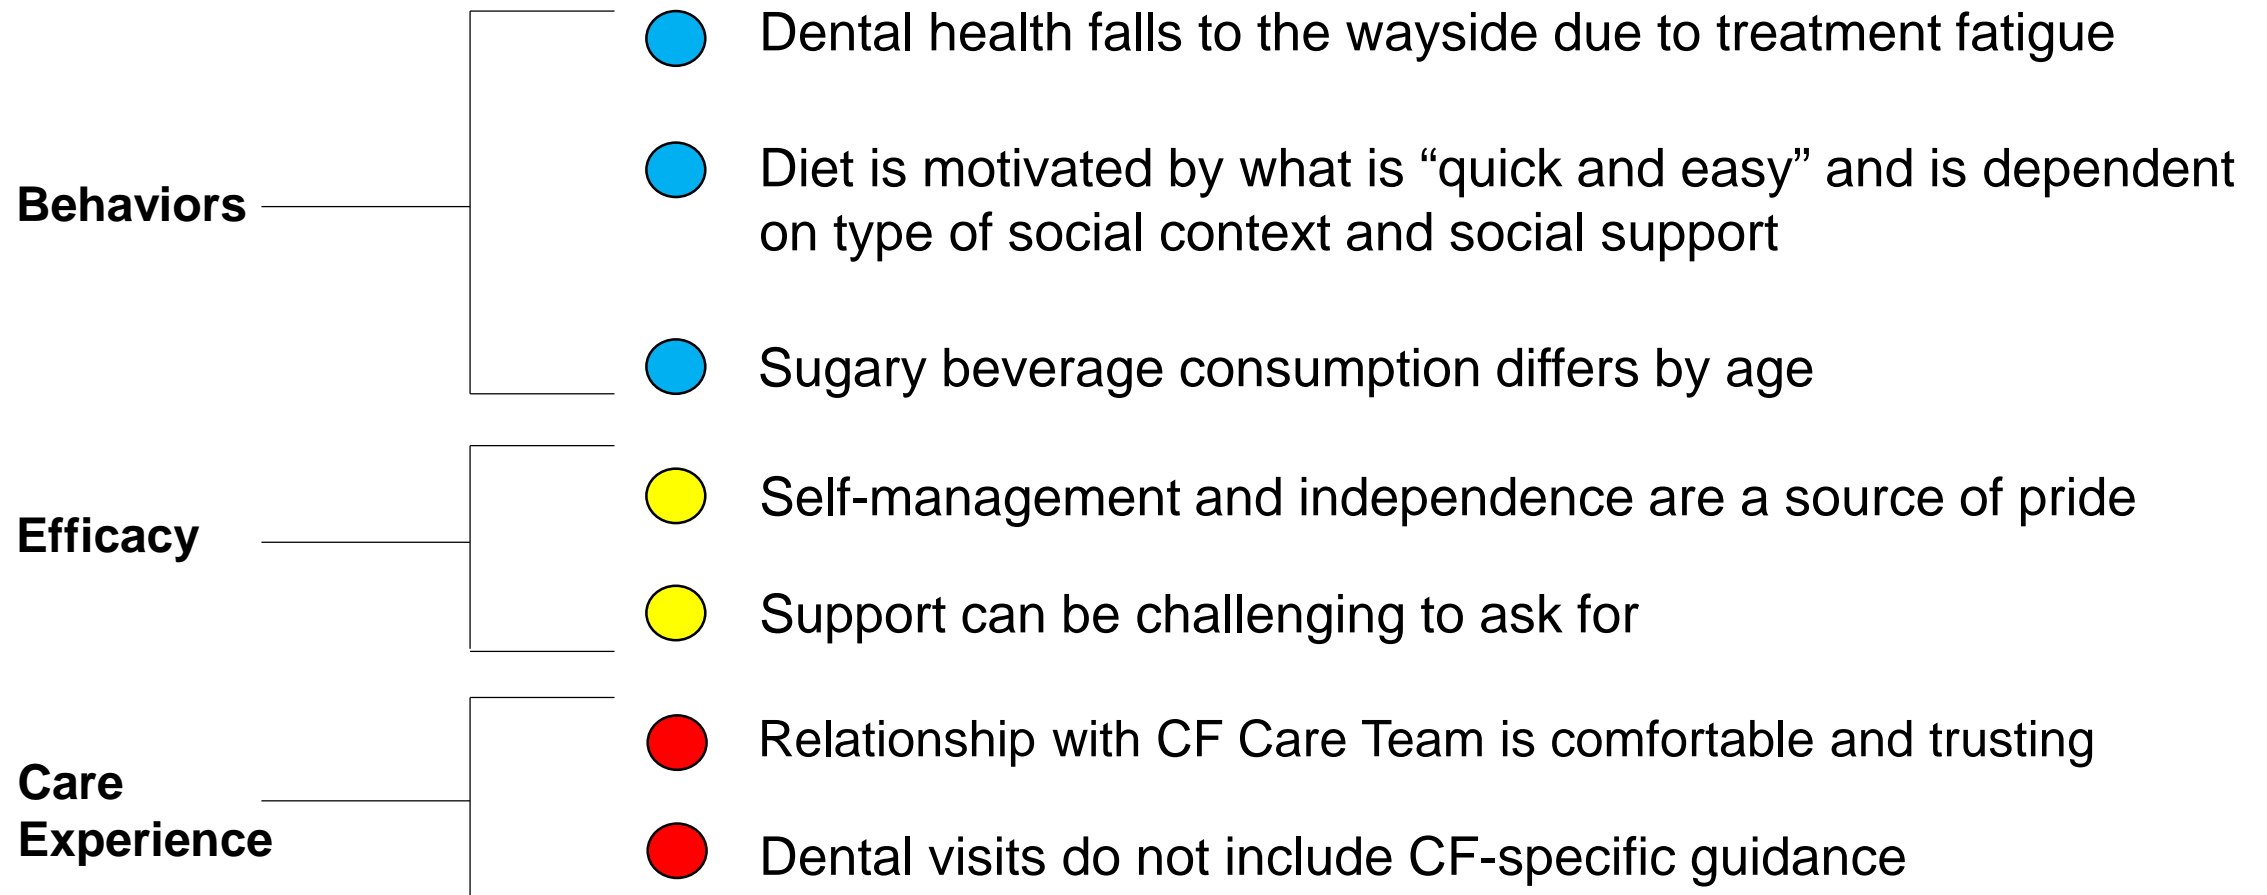 Dental health falls to the wayside due to treatment fatigue
Behaviors
Diet is motivated by what is “quick and easy” and is dependent
on type of social context and social support
Sugary beverage consumption differs by age
Efficacy
Self-management and independence are a source of pride
Support can be challenging to ask for
Care
Experience
Relationship with CF Care Team is comfortable and trusting
Dental visits do not include CF-specific guidance